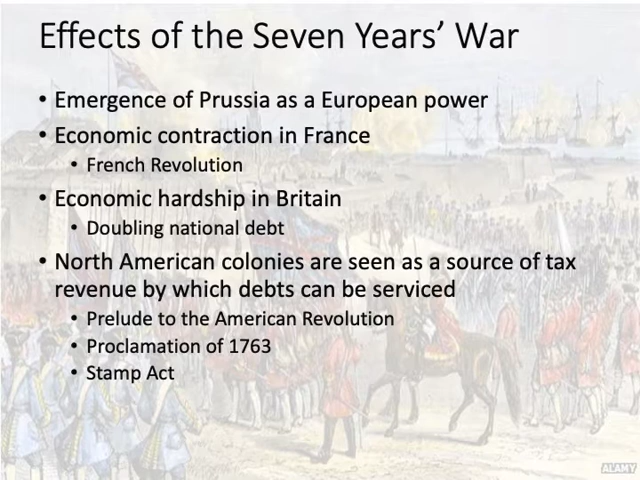 Effects of the Seven Years’ War
• Emergence of Prussia as a European power
• Economic contraction in France
• French Revolution
• Economic hardship in Britain
• Doubling national debt
• North American colonies are seen as a source of tax
revenue by which debts can be serviced
• Prelude to the American Revolution
• Proclamation of 1763
• Stamp Act
ALAMY